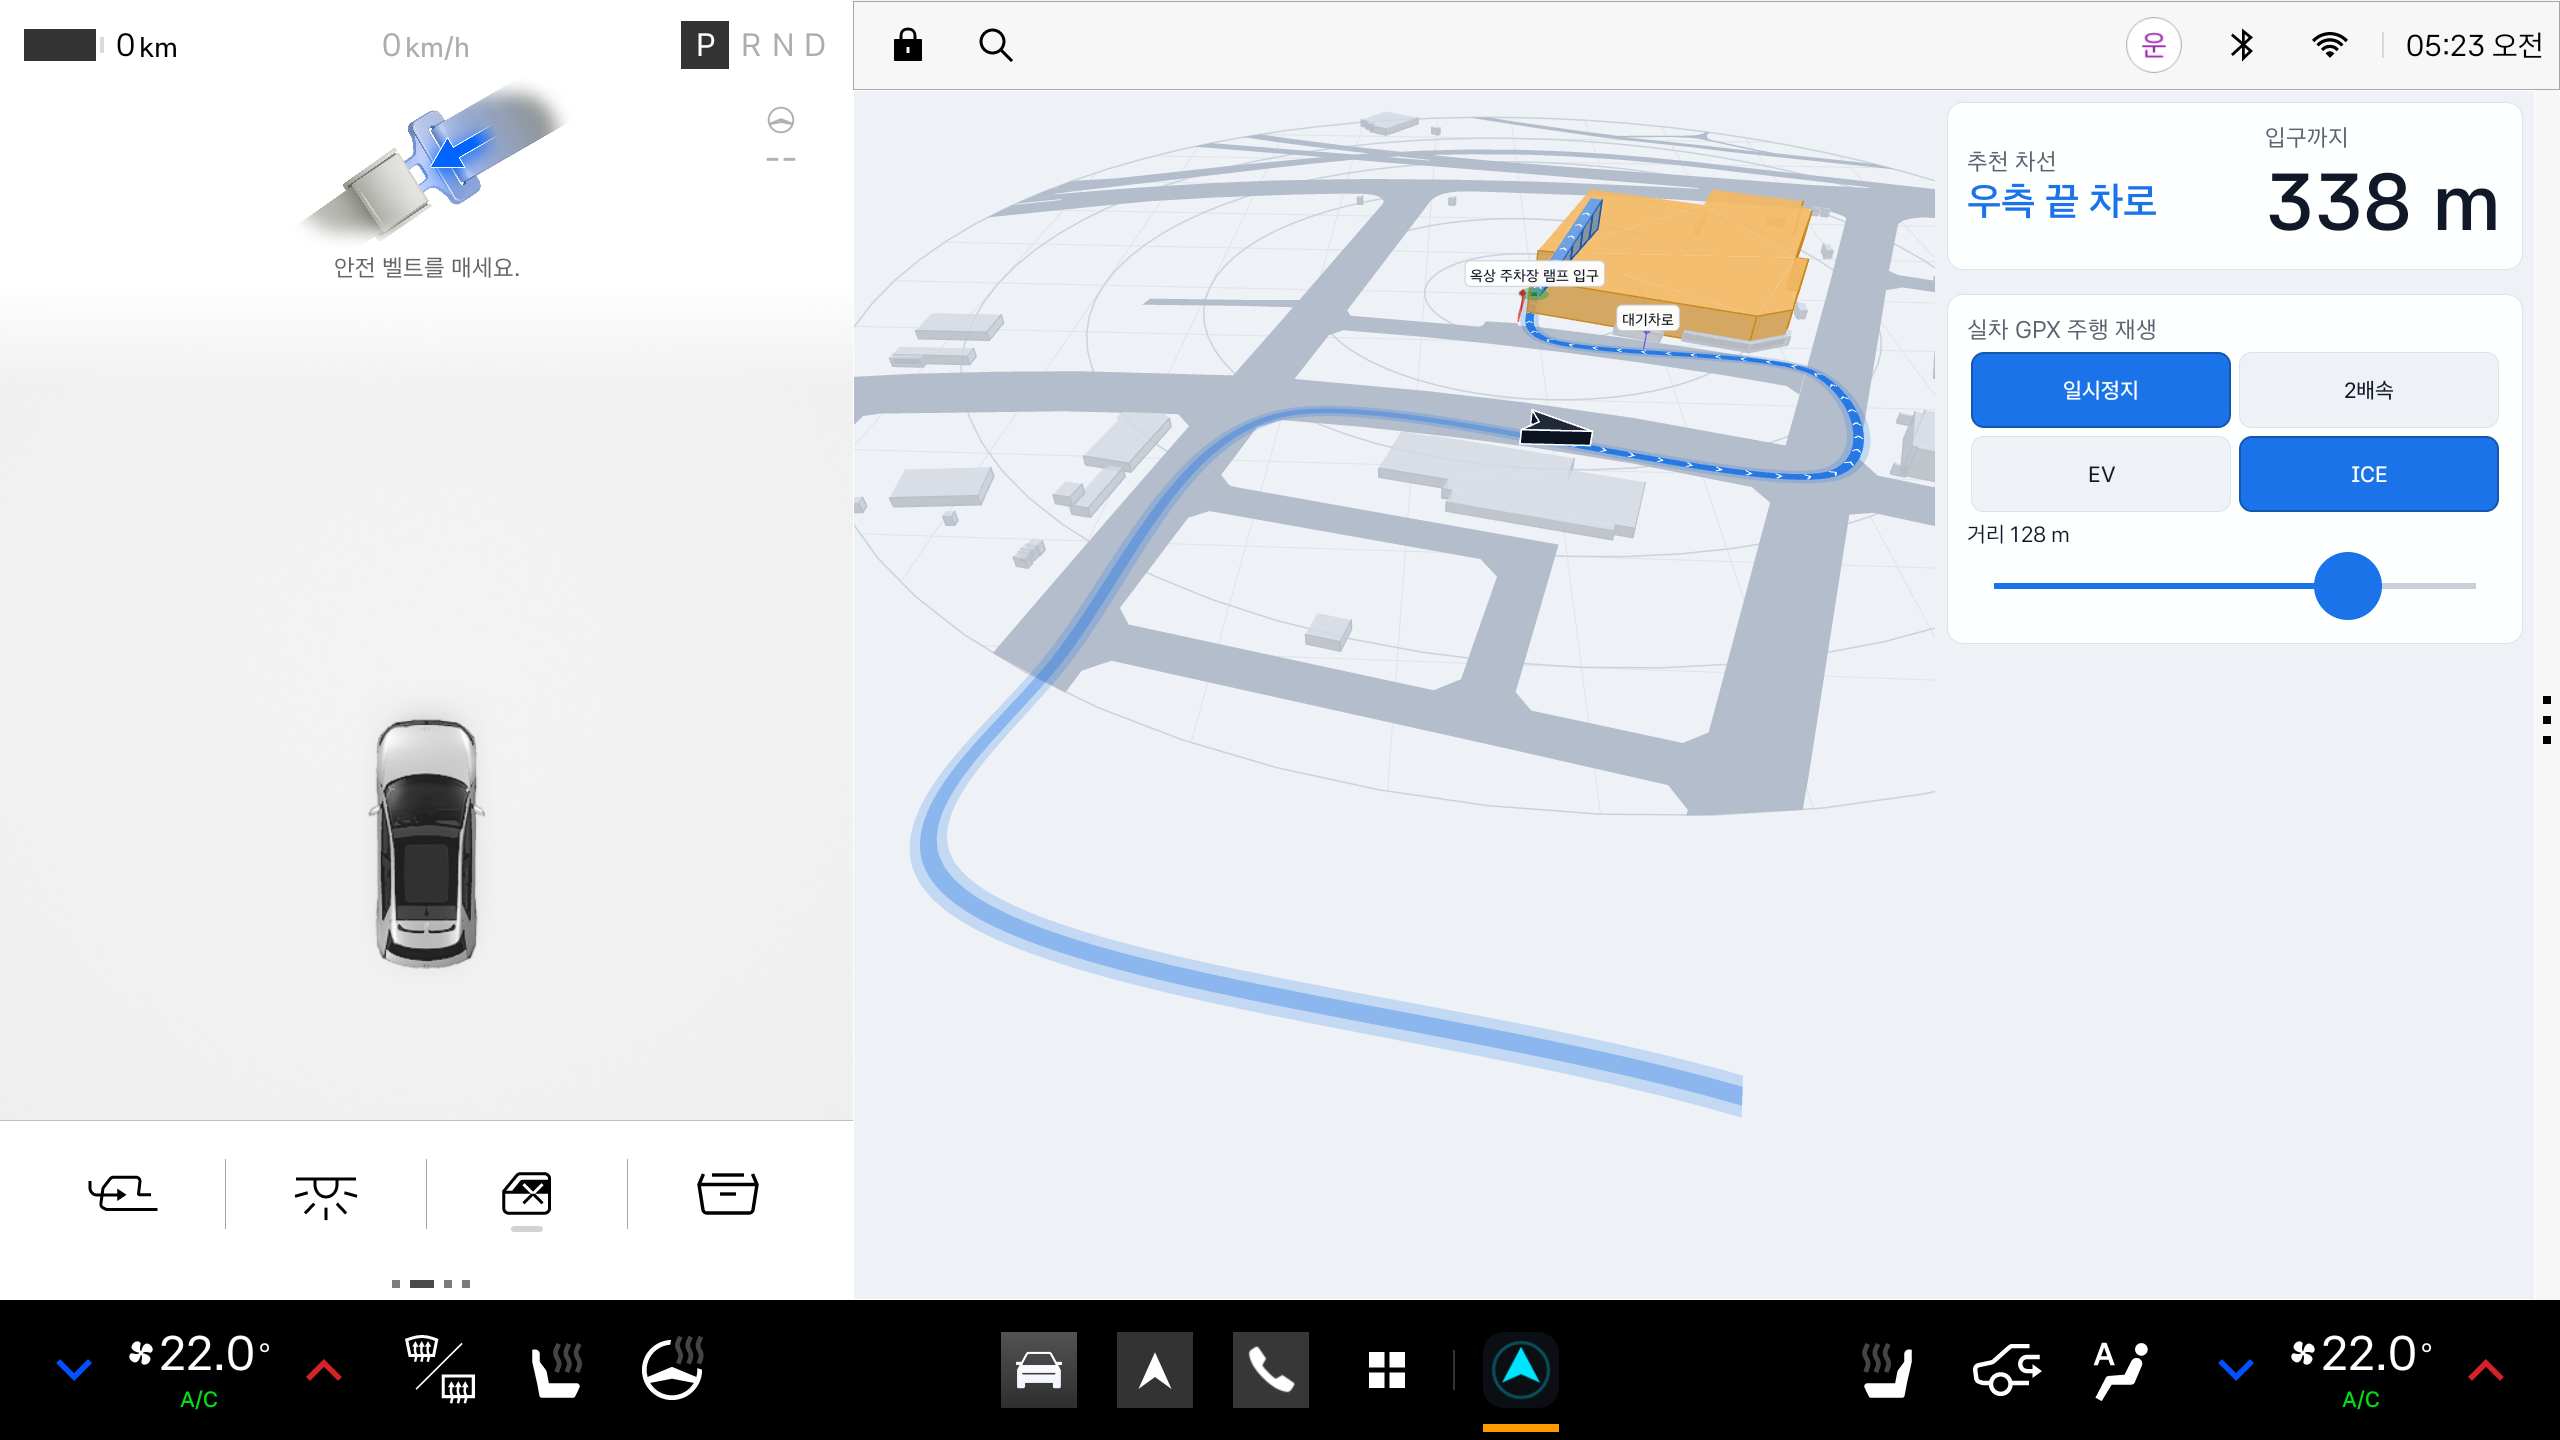 0 km
0 km/h
P R N D
운
05:23 오전
안전 벨트를 매세요.
옥상 주차장 램프 입구
대기차로
추천 차선
우측 끝 차로
입구까지
338 m
실차 GPX 주행 재생
일시정지
2배속
EV
ICE
거리 128 m
22.0°
A/C
A
22.0°
A/C